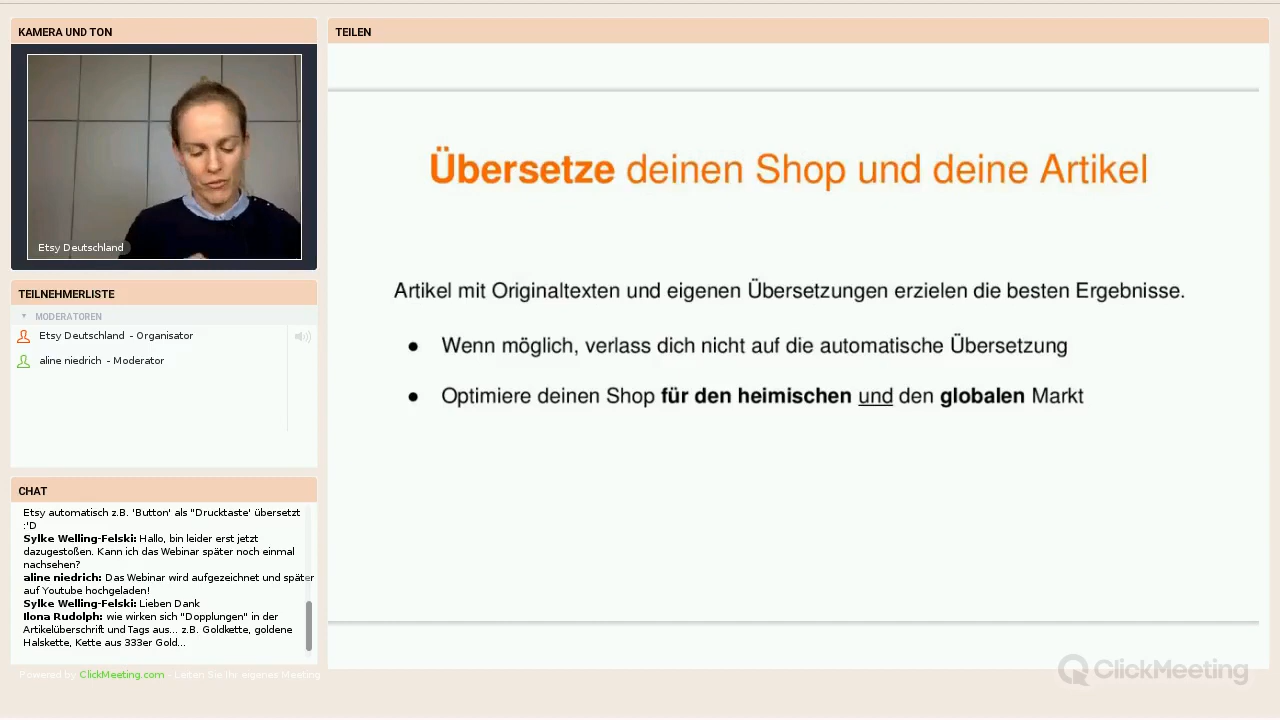 KAMERA UND TON
Etsy Deutschland
TEILNEHMERLISTE
MODERATOREN
Etsy Deutschland - Organisator
aline niedrich - Moderator
CHAT
Etsy automatisch z.B. 'Button' als "Drucktaste' übersetzt
:'D
Sylke Welling-Felski: Hallo, bin leider erst jetzt
dazugestoßen. Kann ich das Webinar später noch einmal
nachsehen?
aline niedrich: Das Webinar wird aufgezeichnet und später
auf Youtube hochgeladen!
Sylke Welling-Felski: Lieben Dank
Ilona Rudolph: wie wirken sich "Dopplungen" in der
Artikelüberschrift und Tags aus... z.B. Goldkette, goldene
Halskette, Kette aus 333er Gold...
Powered by ClickMeeting.com - Leiten Sie Ihr eigenes Meeting
TEILEN
Übersetze deinen Shop und deine Artikel
Artikel mit Originaltexten und eigenen Übersetzungen erzielen die besten Ergebnisse.
● Wenn möglich, verlass dich nicht auf die automatische Übersetzung
● Optimiere deinen Shop für den heimischen und den globalen Markt
ClickMeeting